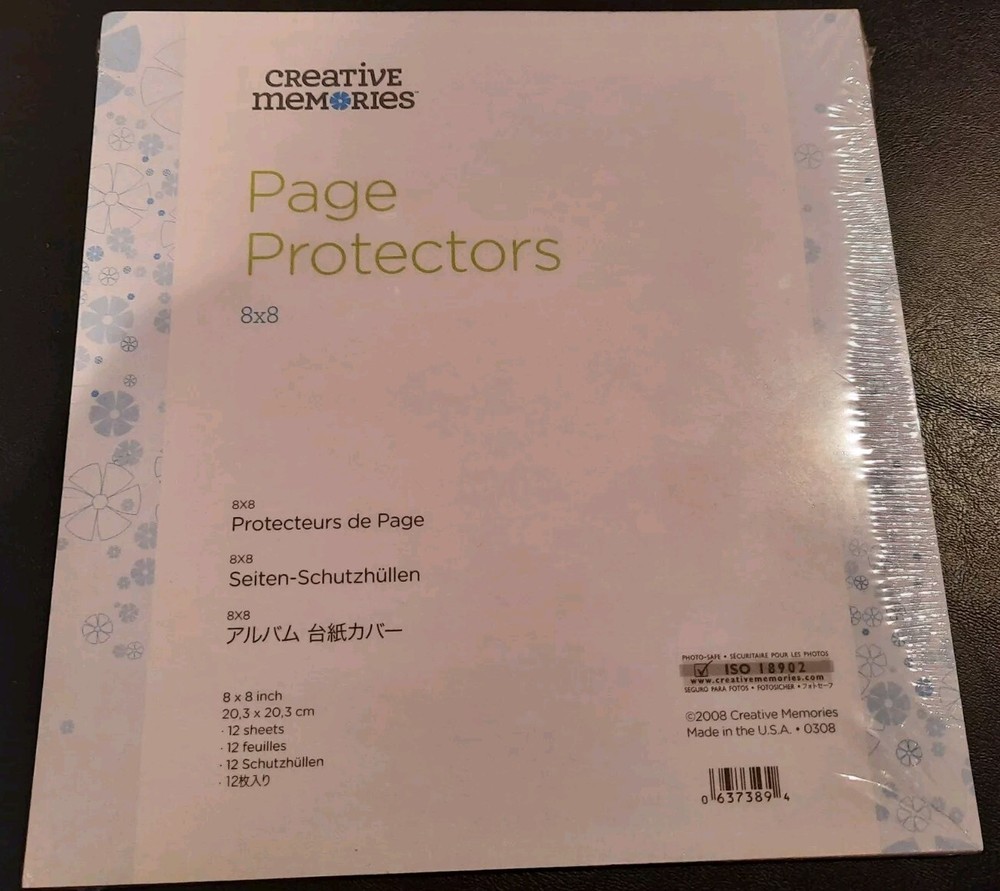 CREATIVE
MEMORIES™
Page
Protectors
8x8
8X8
Protecteurs de Page
8X8
Seiten-Schutzhüllen
8X8
アルバム 台紙カバー
8 x 8 inch
20,3 x 20,3 cm
· 12 sheets
· 12 feuilles
· 12 Schutzhüllen
· 12枚入り
PHOTO-SAFE • SÉCURITAIRE POUR LES PHOTOS
ISO 18902
www.creativememories.com
SEGURO PARA FOTOS • FOTOSICHER • フォトセーフ
©2008 Creative Memories
Made in the U.S.A. • 0308
0 637389 4